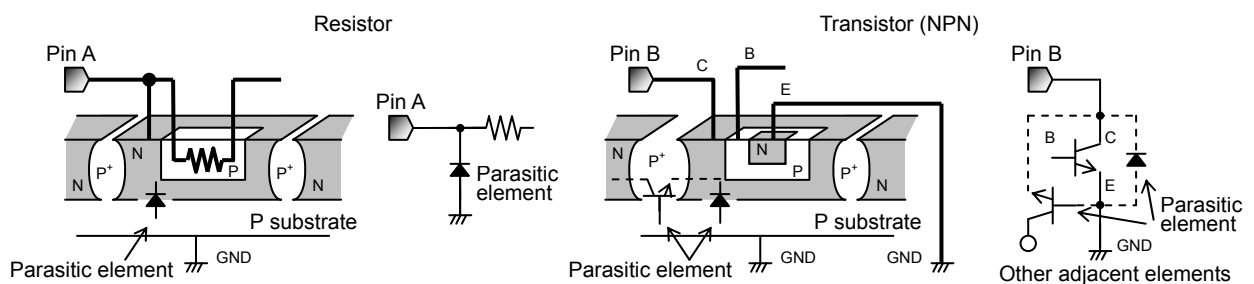 Resistor
Pin A
N
P+
N
P
P+
N
P substrate
GND
Parasitic element
Pin A
Parasitic
element
Transistor (NPN)
Pin B
C
B
E
N
P+
N
N
P
P+
N
P substrate
GND
GND
Parasitic element
Pin B
B
C
E
GND
Parasitic
element
Other adjacent elements